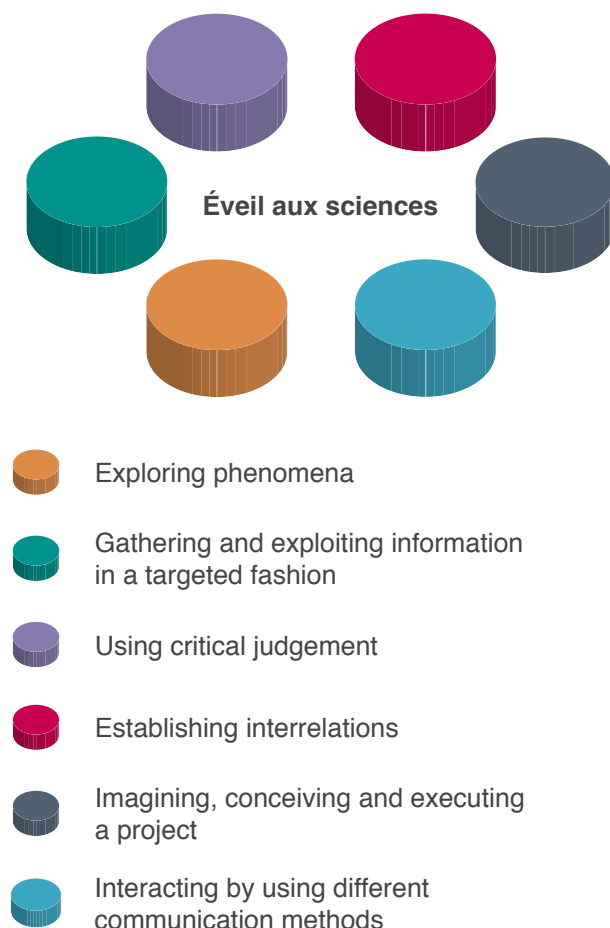 Éveil aux sciences
Exploring phenomena
Gathering and exploiting information
in a targeted fashion
Using critical judgement
Establishing interrelations
Imagining, conceiving and executing
a project
Interacting by using different
communication methods